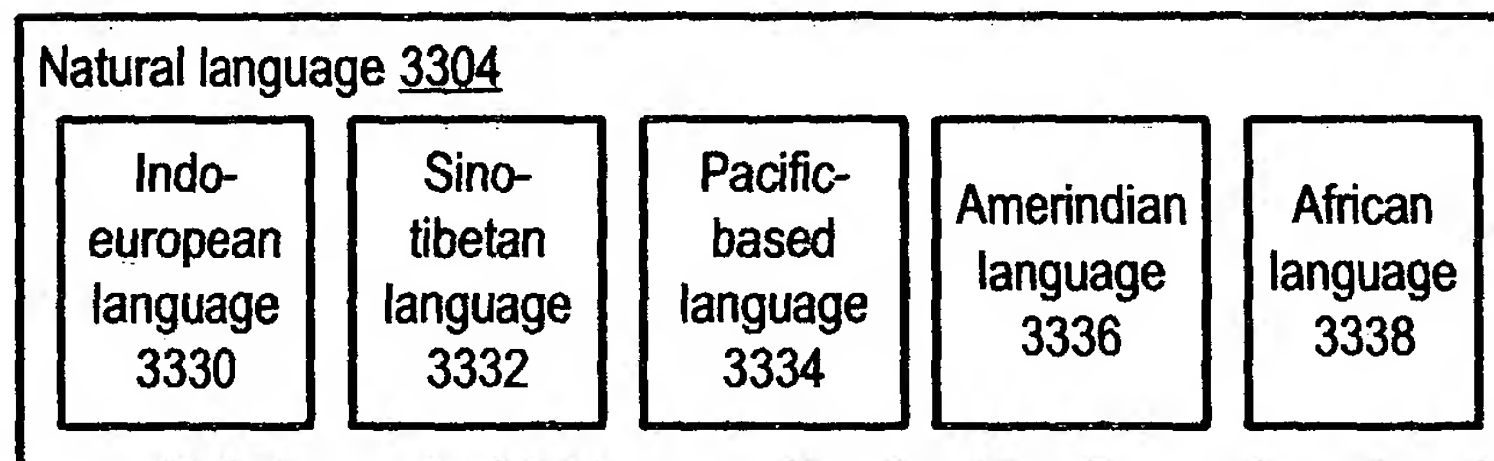 Natural language 3304
Indo-
european
language
3330
Sino-
tibetan
language
3332
Pacific-
based
language
3334
Amerindian
language
3336
African
language
3338